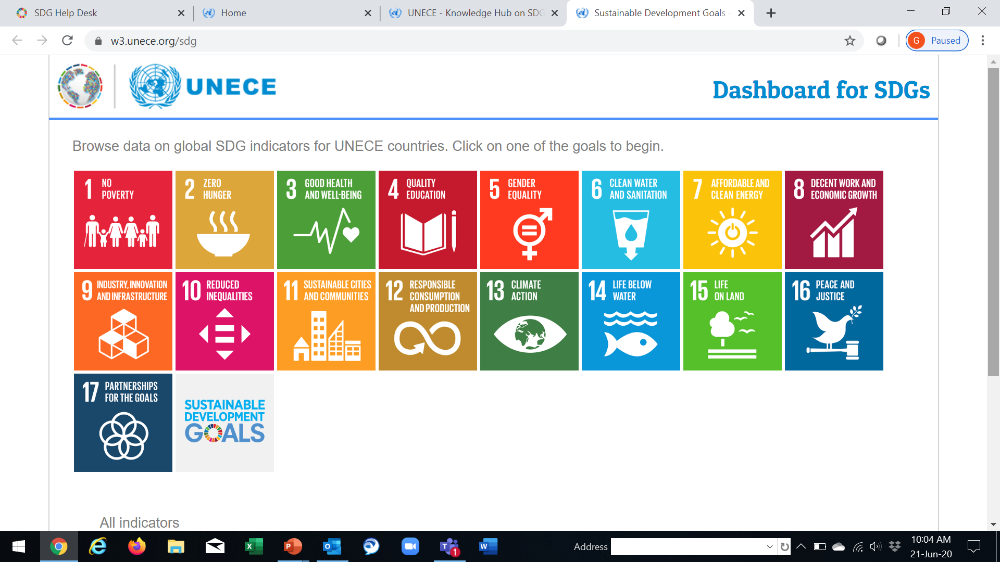 SDG Help Desk
Home
UNECE - Knowledge Hub on SDG
Sustainable Development Goals -
w3.unece.org/sdg
G Paused
UNECE
Dashboard for SDGs
Browse data on global SDG indicators for UNECE countries. Click on one of the goals to begin.
1 NO
POVERTY
2 ZERO
HUNGER
3 GOOD HEALTH
AND WELL-BEING
4 QUALITY
EDUCATION
5 GENDER
EQUALITY
6 CLEAN WATER
AND SANITATION
7 AFFORDABLE AND
CLEAN ENERGY
8 DECENT WORK AND
ECONOMIC GROWTH
9 INDUSTRY, INNOVATION
AND INFRASTRUCTURE
10 REDUCED
INEQUALITIES
11 SUSTAINABLE CITIES
AND COMMUNITIES
12 RESPONSIBLE
CONSUMPTION
AND PRODUCTION
13 CLIMATE
ACTION
14 LIFE BELOW
WATER
15 LIFE
ON LAND
16 PEACE AND
JUSTICE
17 PARTNERSHIPS
FOR THE GOALS
SUSTAINABLE
DEVELOPMENT
GOALS
All indicators
Address
10:04 AM
21-Jun-20